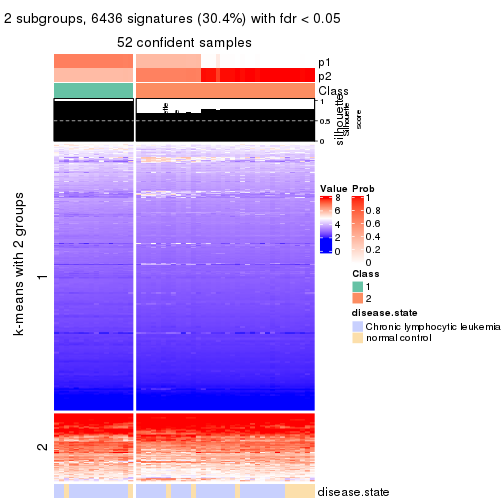 2 subgroups, 6436 signatures (30.4%) with fdr < 0.05
52 confident samples
p1
p2
Class
1
0.5
0
silhouette
Silhouette
score
k-means with 2 groups
1
2
Value
8
6
4
2
0
Prob
1
0.8
0.6
0.4
0.2
0
Class
1
2
disease.state
Chronic lymphocytic leukemia
normal control
disease.state